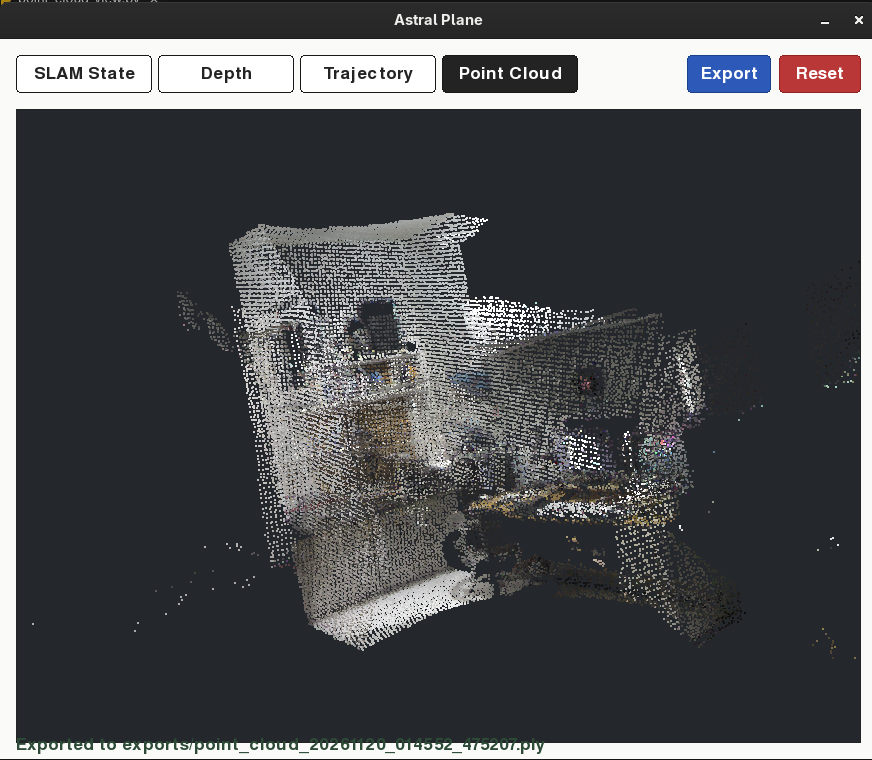 Astral Plane
SLAM State Depth Trajectory Point Cloud Export Reset
Exported to exports/point_cloud_20261120_014552_475207.ply